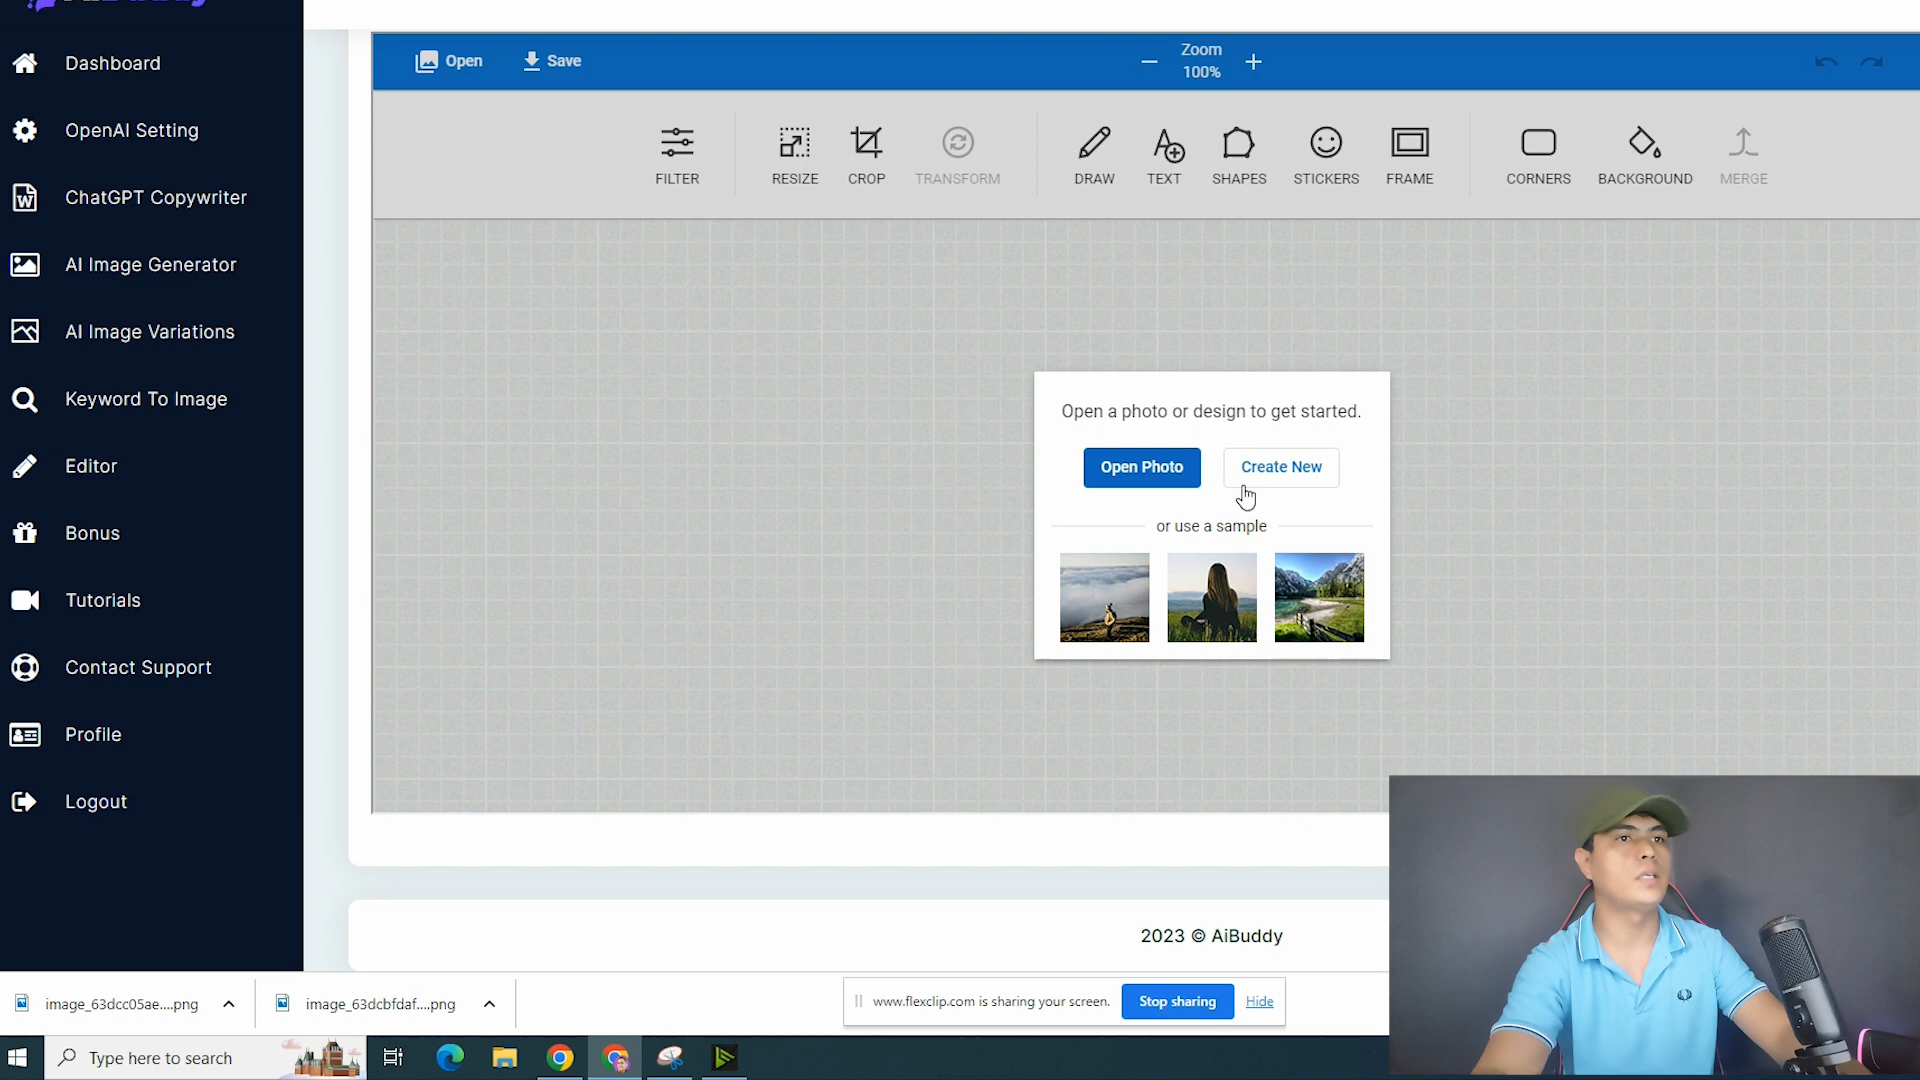 Dashboard
OpenAI Setting
ChatGPT Copywriter
AI Image Generator
AI Image Variations
Keyword To Image
Editor
Bonus
Tutorials
Contact Support
Profile
Logout
Open
Save
Zoom
100%
FILTER
RESIZE
CROP
TRANSFORM
DRAW
TEXT
SHAPES
STICKERS
FRAME
CORNERS
BACKGROUND
MERGE
Open a photo or design to get started.
Open Photo
Create New
or use a sample
2023 © AiBuddy
image_63dcc05ae....png
image_63dcbfdaf....png
www.flexclip.com is sharing your screen.
Stop sharing
Hide
Type here to search